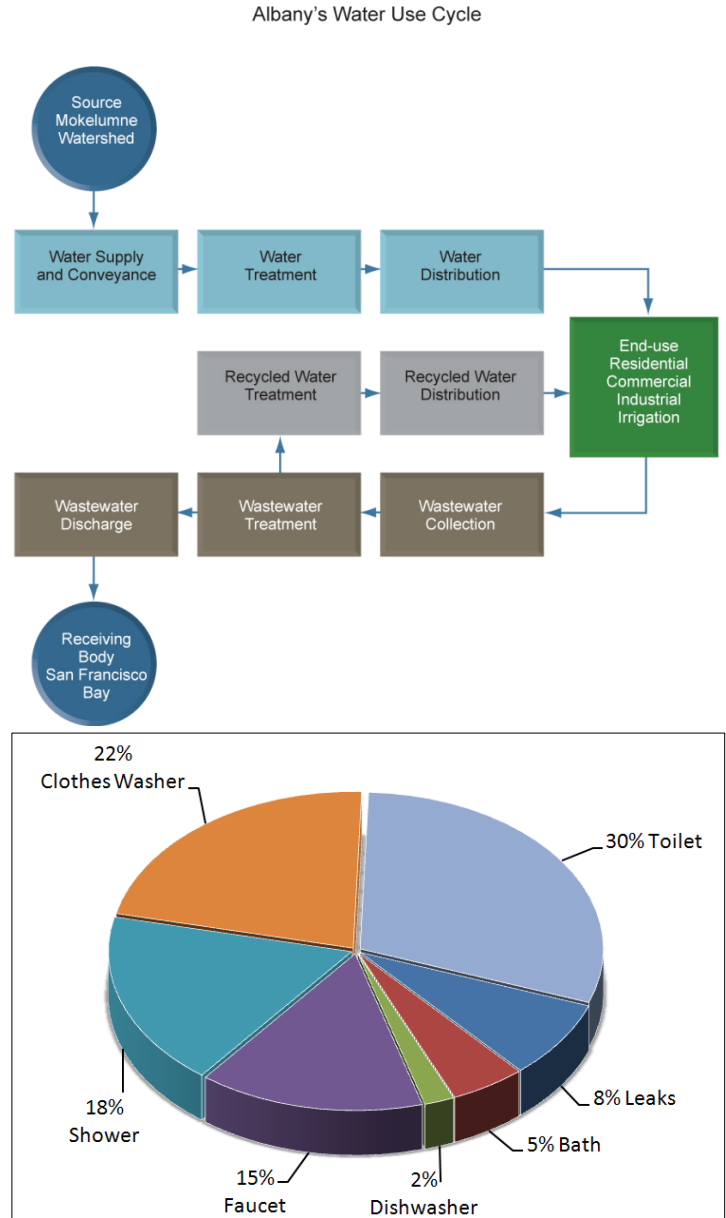 Albany's Water Use Cycle
Source
Mokelumne
Watershed
Water Supply
and Conveyance
Water
Treatment
Water
Distribution
End-use
Residential
Commercial
Industrial
Irrigation
Recycled Water
Treatment
Recycled Water
Distribution
Wastewater
Discharge
Wastewater
Treatment
Wastewater
Collection
Receiving
Body
San Francisco
Bay
22%
Clothes Washer
30% Toilet
8% Leaks
5% Bath
2%
Dishwasher
15%
Faucet
18%
Shower